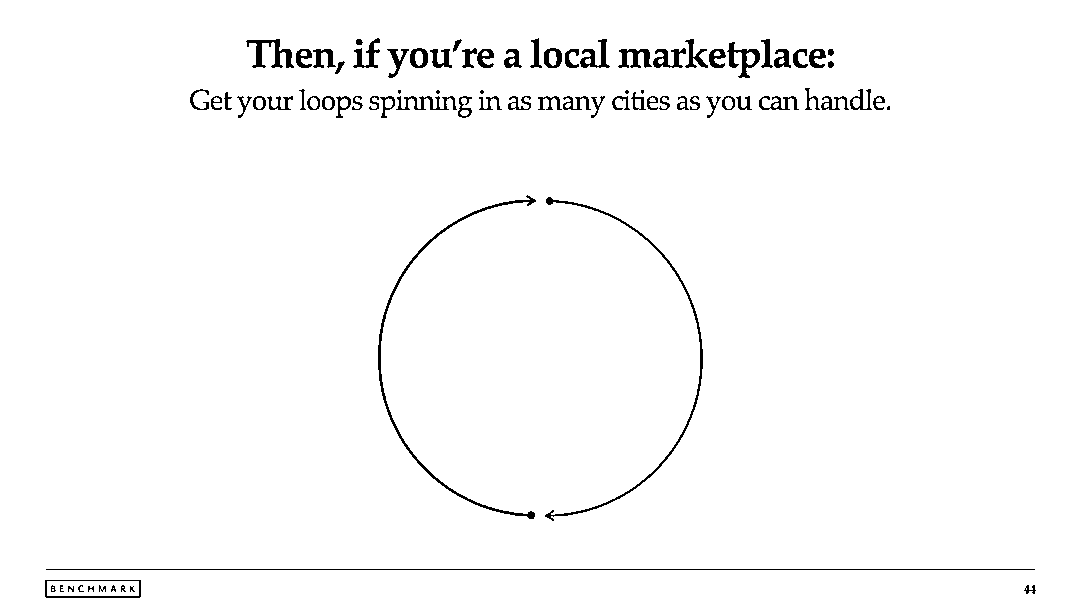 Then, if you’re a local marketplace:
Get your loops spinning in as many cities as you can handle.
BENCHMARK
44